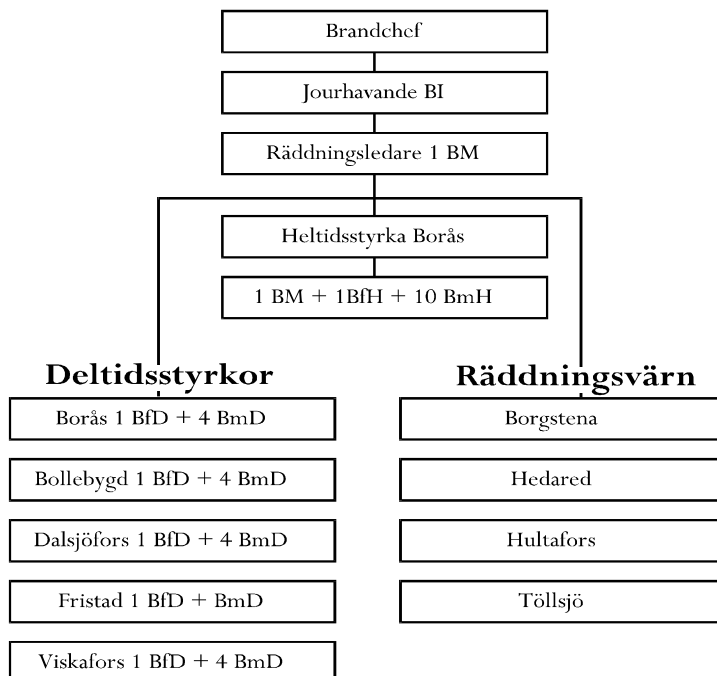 Brandchef
Jourhavande BI
Räddningsledare 1 BM
Heltidsstyrka Borås
1 BM + 1BfH + 10 BmH
Deltidsstyrkor
Borås 1 BfD + 4 BmD
Bollebygd 1 BfD + 4 BmD
Dalsjöfors 1 BfD + 4 BmD
Fristad 1 BfD + BmD
Viskafors 1 BfD + 4 BmD
Räddningsvärn
Borgstena
Hedared
Hultafors
Töllsjö